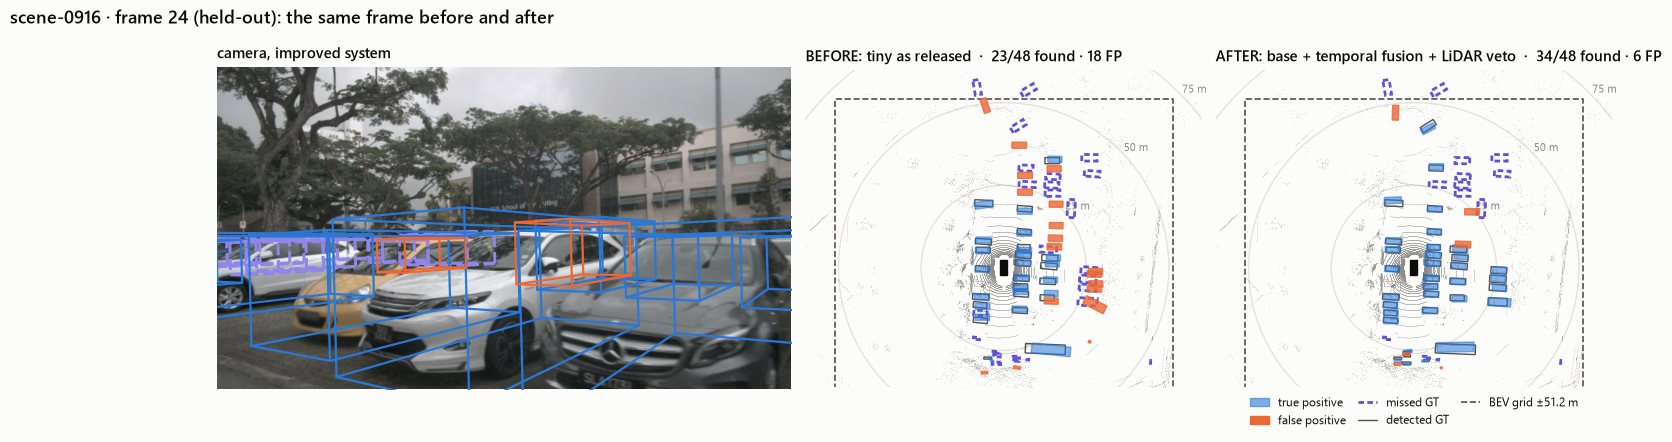 scene-0916 · frame 24 (held-out): the same frame before and after
camera, improved system
BEFORE: tiny as released · 23/48 found · 18 FP
AFTER: base + temporal fusion + LiDAR veto · 34/48 found · 6 FP
75 m
50 m
m
75 m
50 m
m
School of
true positive
missed GT
BEV grid ±51.2 m
false positive
detected GT